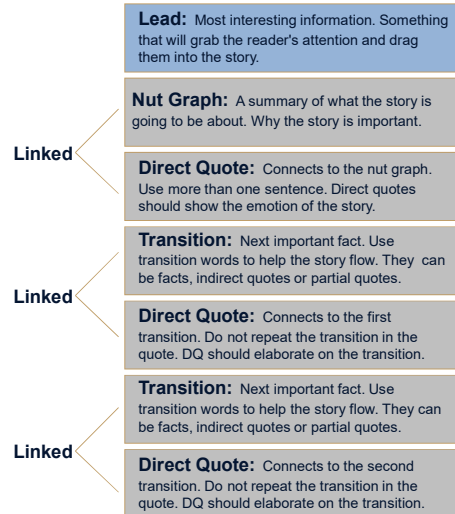 Lead: Most interesting information. Something
that will grab the reader's attention and drag
them into the story.
Nut Graph: A summary of what the story is
going to be about. Why the story is important.
Linked
Direct Quote: Connects to the nut graph.
Use more than one sentence. Direct quotes
should show the emotion of the story.
Transition: Next important fact. Use
transition words to help the story flow. They can
be facts, indirect quotes or partial quotes.
Linked
Direct Quote: Connects to the first
transition. Do not repeat the transition in the
quote. DQ should elaborate on the transition.
Transition: Next important fact. Use
transition words to help the story flow. They can
be facts, indirect quotes or partial quotes.
Linked
Direct Quote: Connects to the second
transition. Do not repeat the transition in the
quote. DQ should elaborate on the transition.